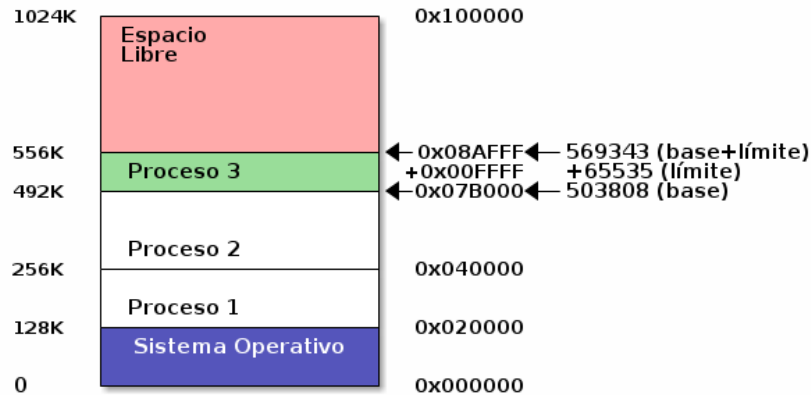 1024K
0x100000
Espacio
Libre
556K
0x08AFFF
569343 (base+límite)
+0x00FFFF
+65535 (límite)
Proceso 3
492K
0x07B000
503808 (base)
Proceso 2
256K
0x040000
Proceso 1
128K
0x020000
Sistema Operativo
0
0x000000